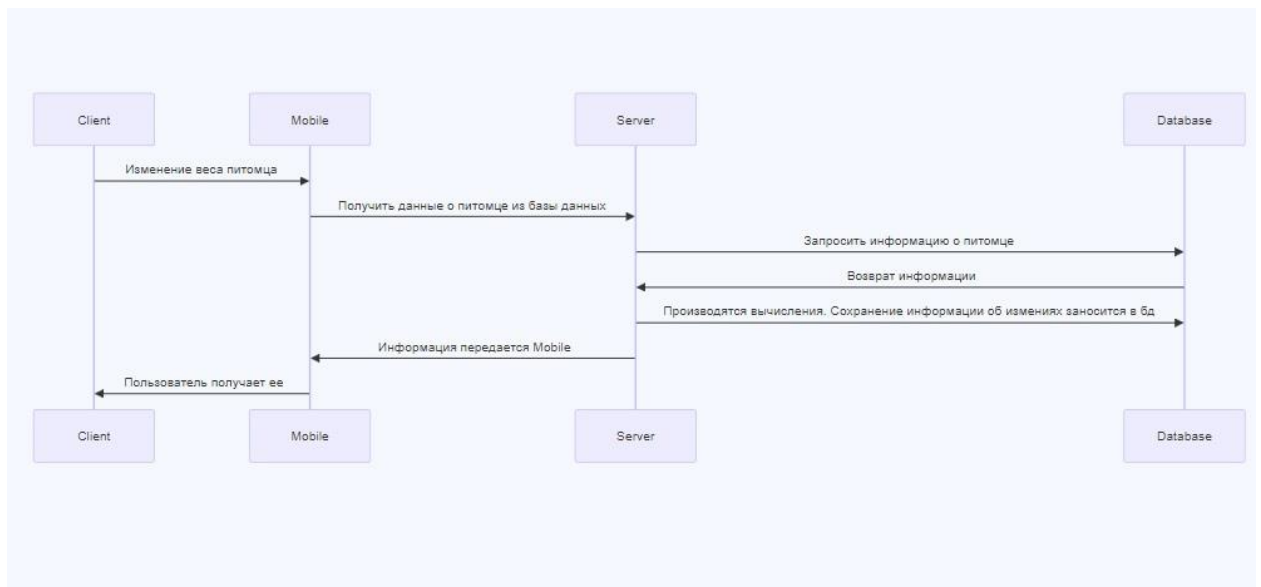 Client
Mobile
Server
Database
Изменение веса питомца
Получить данные о питомце из базы данных
Запросить информацию о питомце
Возврат информации
Производятся вычисления. Сохранение информации об измениях заносится в бд
Информация передается Mobile
Пользователь получает ее
Client
Mobile
Server
Database